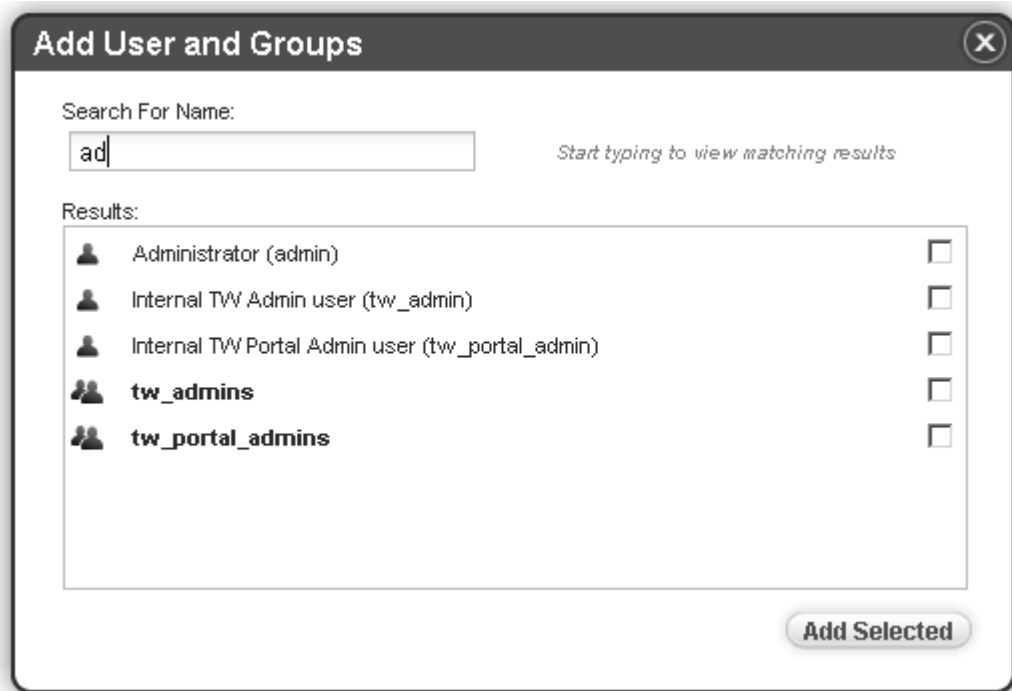 Add User and Groups
Search For Name:
ad
Start typing to view matching results
Results:
Administrator (admin)
Internal TW Admin user (tw_admin)
Internal TW Portal Admin user (tw_portal_admin)
tw_admins
tw_portal_admins
Add Selected